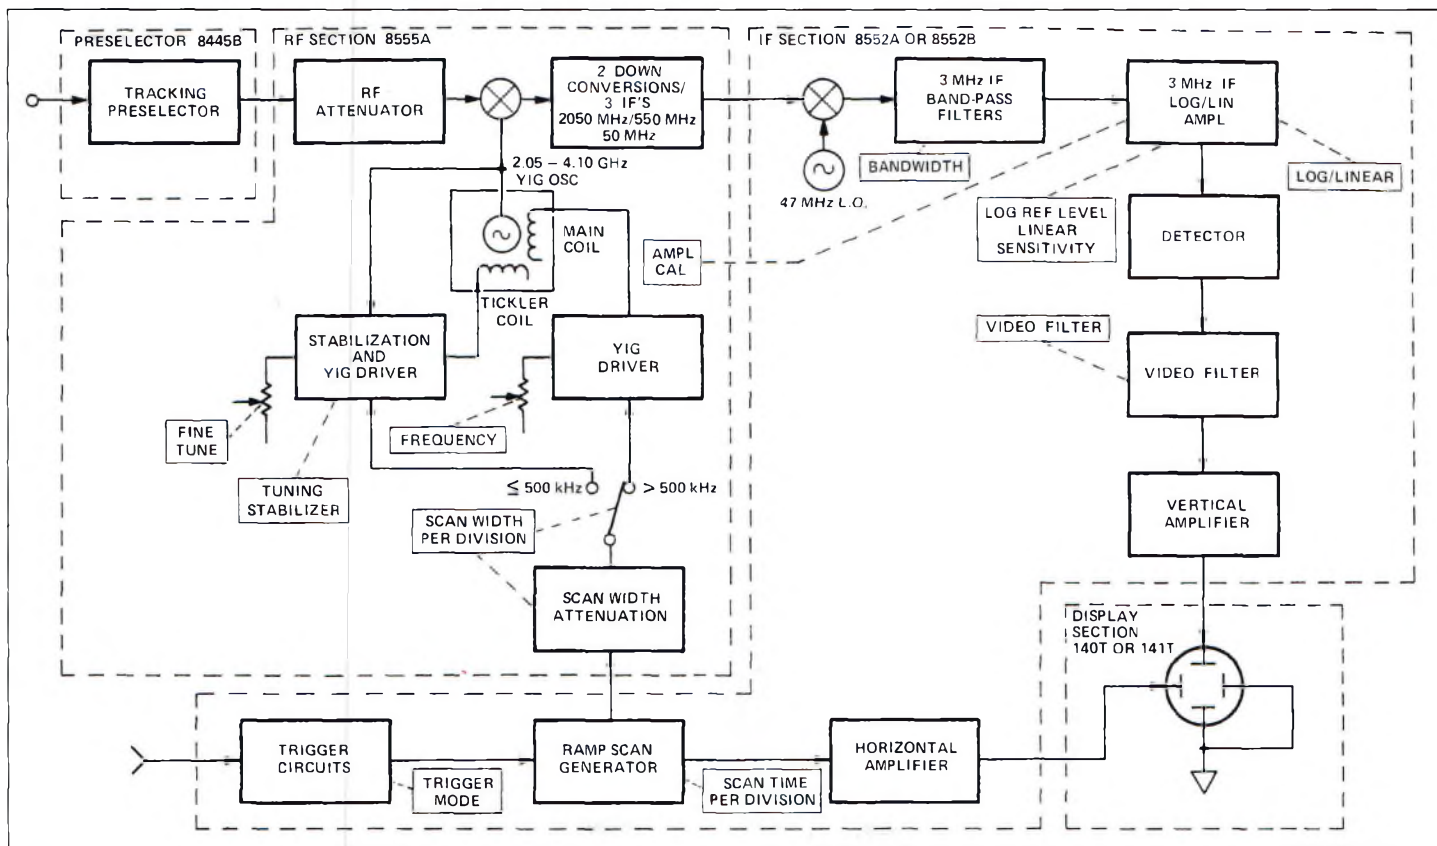 PRESELECTOR 8445B
TRACKING
PRESELECTOR
RF SECTION 8555A
RF
ATTENUATOR
2 DOWN
CONVERSIONS/
3 IF'S
2050 MHz/550 MHz
50 MHz
2.05 – 4.10 GHz
YIG OSC
MAIN
COIL
TICKLER
COIL
STABILIZATION
AND
YIG DRIVER
YIG
DRIVER
FINE
TUNE
FREQUENCY
TUNING
STABILIZER
≦ 500 kHz
> 500 kHz
SCAN WIDTH
PER DIVISION
SCAN WIDTH
ATTENUATION
IF SECTION 8552A OR 8552B
3 MHz IF
BAND-PASS
FILTERS
3 MHz IF
LOG/LIN
AMPL
BANDWIDTH
47 MHz L.O.
LOG/LINEAR
LOG REF LEVEL
LINEAR
SENSITIVITY
AMPL
CAL
DETECTOR
VIDEO FILTER
VIDEO FILTER
VERTICAL
AMPLIFIER
DISPLAY
SECTION
140T OR 141T
TRIGGER
CIRCUITS
TRIGGER
MODE
RAMP SCAN
GENERATOR
SCAN TIME
PER DIVISION
HORIZONTAL
AMPLIFIER